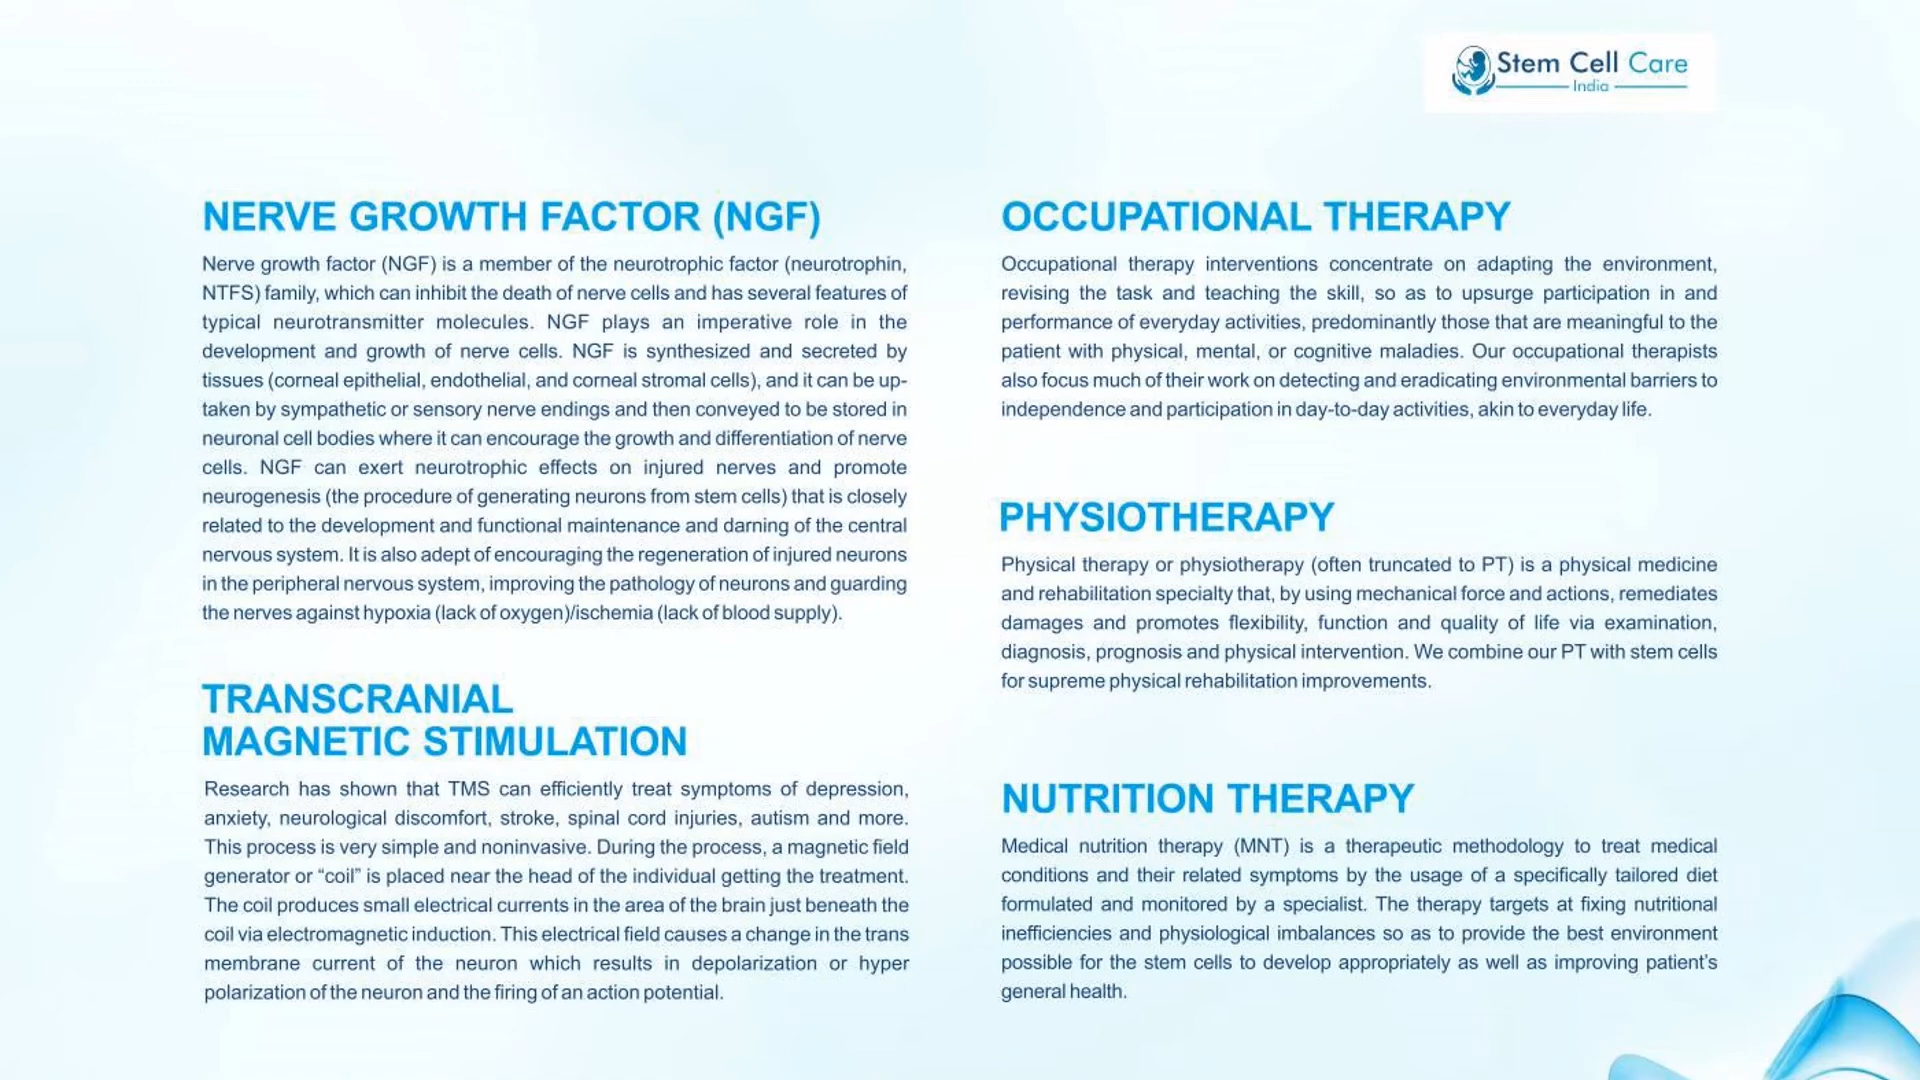 Stem Cell Care
India
NERVE GROWTH FACTOR (NGF)
Nerve growth factor (NGF) is a member of the neurotrophic factor (neurotrophin,
NTFS) family, which can inhibit the death of nerve cells and has several features of
typical neurotransmitter molecules. NGF plays an imperative role in the
development and growth of nerve cells. NGF is synthesized and secreted by
tissues (corneal epithelial, endothelial, and corneal stromal cells), and it can be up-
taken by sympathetic or sensory nerve endings and then conveyed to be stored in
neuronal cell bodies where it can encourage the growth and differentiation of nerve
cells. NGF can exert neurotrophic effects on injured nerves and promote
neurogenesis (the procedure of generating neurons from stem cells) that is closely
related to the development and functional maintenance and darning of the central
nervous system. It is also adept of encouraging the regeneration of injured neurons
in the peripheral nervous system, improving the pathology of neurons and guarding
the nerves against hypoxia (lack of oxygen)/ischemia (lack of blood supply).
TRANSCRANIAL
MAGNETIC STIMULATION
Research has shown that TMS can efficiently treat symptoms of depression,
anxiety, neurological discomfort, stroke, spinal cord injuries, autism and more.
This process is very simple and noninvasive. During the process, a magnetic field
generator or “coil” is placed near the head of the individual getting the treatment.
The coil produces small electrical currents in the area of the brain just beneath the
coil via electromagnetic induction. This electrical field causes a change in the trans
membrane current of the neuron which results in depolarization or hyper
polarization of the neuron and the firing of an action potential.
OCCUPATIONAL THERAPY
Occupational therapy interventions concentrate on adapting the environment,
revising the task and teaching the skill, so as to upsurge participation in and
performance of everyday activities, predominantly those that are meaningful to the
patient with physical, mental, or cognitive maladies. Our occupational therapists
also focus much of their work on detecting and eradicating environmental barriers to
independence and participation in day-to-day activities, akin to everyday life.
PHYSIOTHERAPY
Physical therapy or physiotherapy (often truncated to PT) is a physical medicine
and rehabilitation specialty that, by using mechanical force and actions, remediates
damages and promotes flexibility, function and quality of life via examination,
diagnosis, prognosis and physical intervention. We combine our PT with stem cells
for supreme physical rehabilitation improvements.
NUTRITION THERAPY
Medical nutrition therapy (MNT) is a therapeutic methodology to treat medical
conditions and their related symptoms by the usage of a specifically tailored diet
formulated and monitored by a specialist. The therapy targets at fixing nutritional
inefficiencies and physiological imbalances so as to provide the best environment
possible for the stem cells to develop appropriately as well as improving patient’s
general health.